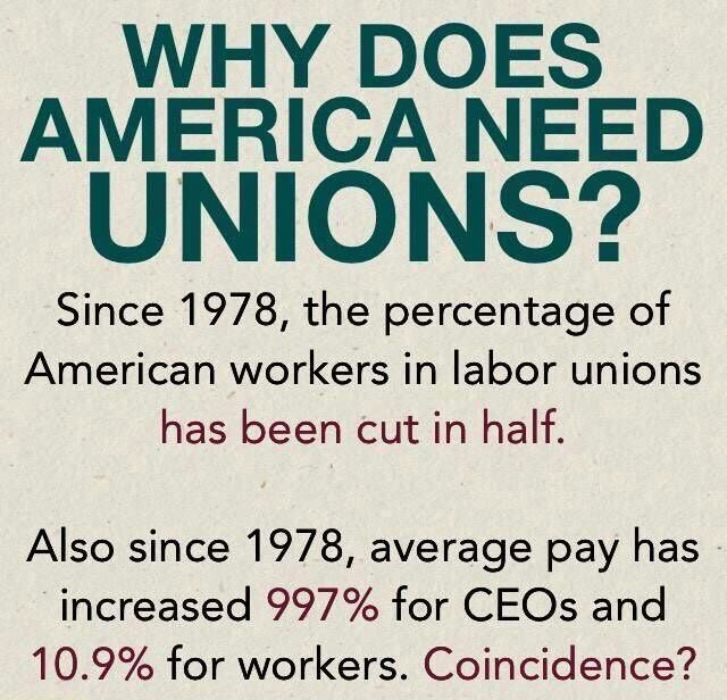 WHY DOES
AMERICA NEED
UNIONS?
Since 1978, the percentage of
American workers in labor unions
has been cut in half.
Also since 1978, average pay has
increased 997% for CEOs and
10.9% for workers. Coincidence?